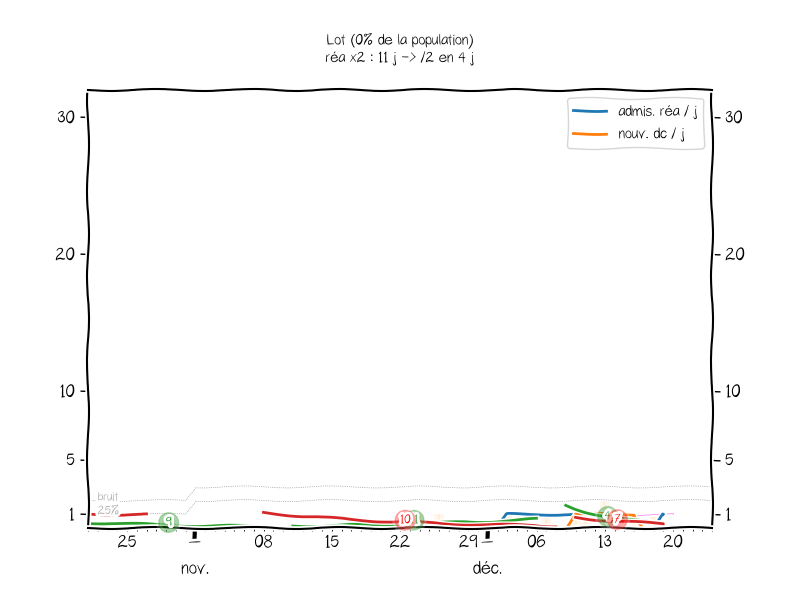 Lot (0% de la population)
réa x2 : 11 j -> /2 en 4 j
admis. réa / j
nouv. dc / j
30 30
20 20
10 10
5 5
bruit
25%
1 1
9 10 7
25 08 15 22 29 06 13 20
nov. déc.